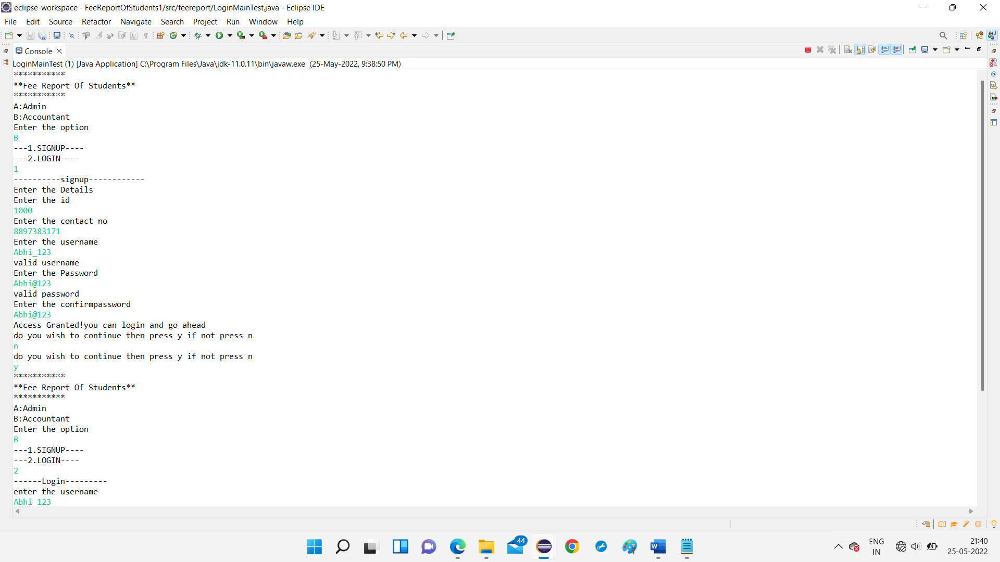 eclipse-workspace - FeeReportOfStudents1/src/feereport/LoginMainTest.java - Eclipse IDE
File Edit Source Refactor Navigate Search Project Run Window Help
Console
LoginMainTest (1) [Java Application] C:\Program Files\Java\jdk-11.0.11\bin\javaw.exe (25-May-2022, 9:38:50 PM)
***********
**Fee Report Of Students**
***********
A:Admin
B:Accountant
Enter the option
B
---1.SIGNUP----
---2.LOGIN----
1
----------signup------------
Enter the Details
Enter the id
1000
Enter the contact no
8897383171
Enter the username
Abhi_123
valid username
Enter the Password
Abhi@123
valid password
Enter the confirmpassword
Abhi@123
Access Granted!you can login and go ahead
do you wish to continue then press y if not press n
n
do you wish to continue then press y if not press n
y
***********
**Fee Report Of Students**
***********
A:Admin
B:Accountant
Enter the option
B
---1.SIGNUP----
---2.LOGIN----
2
------Login---------
enter the username
Abhi 123
44
ENG
IN
21:40
25-05-2022